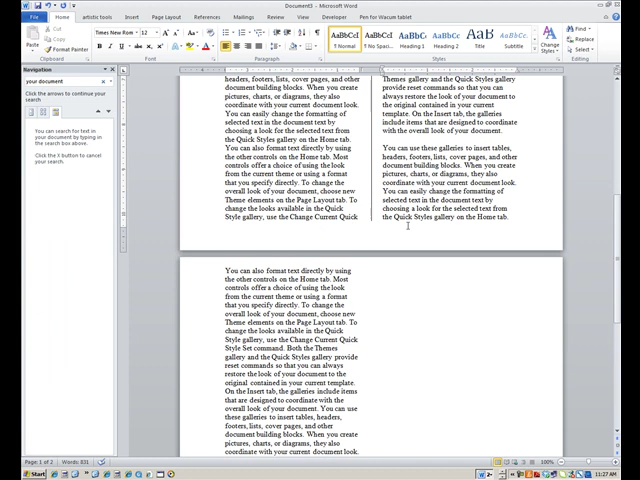 Document3 - Microsoft Word
File Home artistic tools Insert Page Layout References Mailings Review View Developer Pen for Wacum tablet
Paste Cut Copy Format Painter
Clipboard Font Paragraph Styles
AaBbCcI AaBbCcI AaBbC AaBbCc AaB AaBbCc
¶ Normal ¶ No Spaci... Heading 1 Heading 2 Title Subtitle
Change Styles
Find
Replace
Select
Editing
Navigation
your document
Click the arrows to continue your
search
You can search for text in
your document by typing in
the search box above.
Click the X button to cancel
your search.
headers, footers, lists, cover pages, and other
document building blocks. When you create
pictures, charts, or diagrams, they also
coordinate with your current document look.
You can easily change the formatting of
selected text in the document text by
choosing a look for the selected text from
the Quick Styles gallery on the Home tab.
You can also format text directly by using
the other controls on the Home tab. Most
controls offer a choice of using the look
from the current theme or using a format
that you specify directly. To change the
overall look of your document, choose new
Theme elements on the Page Layout tab. To
change the looks available in the Quick
Style gallery, use the Change Current Quick
Themes gallery and the Quick Styles gallery
provide reset commands so that you can
always restore the look of your document to
the original contained in your current
template. On the Insert tab, the galleries
include items that are designed to coordinate
with the overall look of your document.
You can use these galleries to insert tables,
headers, footers, lists, cover pages, and other
document building blocks. When you create
pictures, charts, or diagrams, they also
coordinate with your current document look.
You can easily change the formatting of
selected text in the document text by
choosing a look for the selected text from
the Quick Styles gallery on the Home tab.
You can also format text directly by using
the other controls on the Home tab. Most
controls offer a choice of using the look
from the current theme or using a format
that you specify directly. To change the
overall look of your document, choose new
Theme elements on the Page Layout tab. To
change the looks available in the Quick
Style gallery, use the Change Current Quick
Style Set command. Both the Themes
gallery and the Quick Styles gallery provide
reset commands so that you can always
restore the look of your document to the
original contained in your current template.
On the Insert tab, the galleries include items
that are designed to coordinate with the
overall look of your document. You can use
these galleries to insert tables, headers,
footers, lists, cover pages, and other
document building blocks. When you create
pictures, charts, or diagrams, they also
coordinate with your current document look.
Page: 1 of 2 Words: 831 100%
Start 11:27 AM